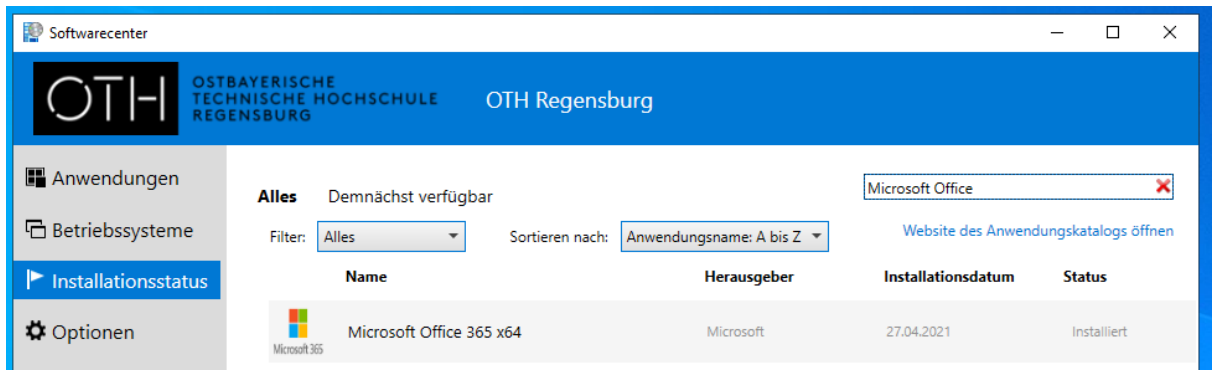 Softwarecenter
OTH
OSTBAYERISCHE
TECHNISCHE HOCHSCHULE
REGENSBURG
OTH Regensburg
Anwendungen
Betriebssysteme
Installationsstatus
Optionen
Alles Demnächst verfügbar
Microsoft Office
Filter: Alles Sortieren nach: Anwendungsname: A bis Z
Website des Anwendungskatalogs öffnen
Name Herausgeber Installationsdatum Status
Microsoft 365
Microsoft Office 365 x64 Microsoft 27.04.2021 Installiert